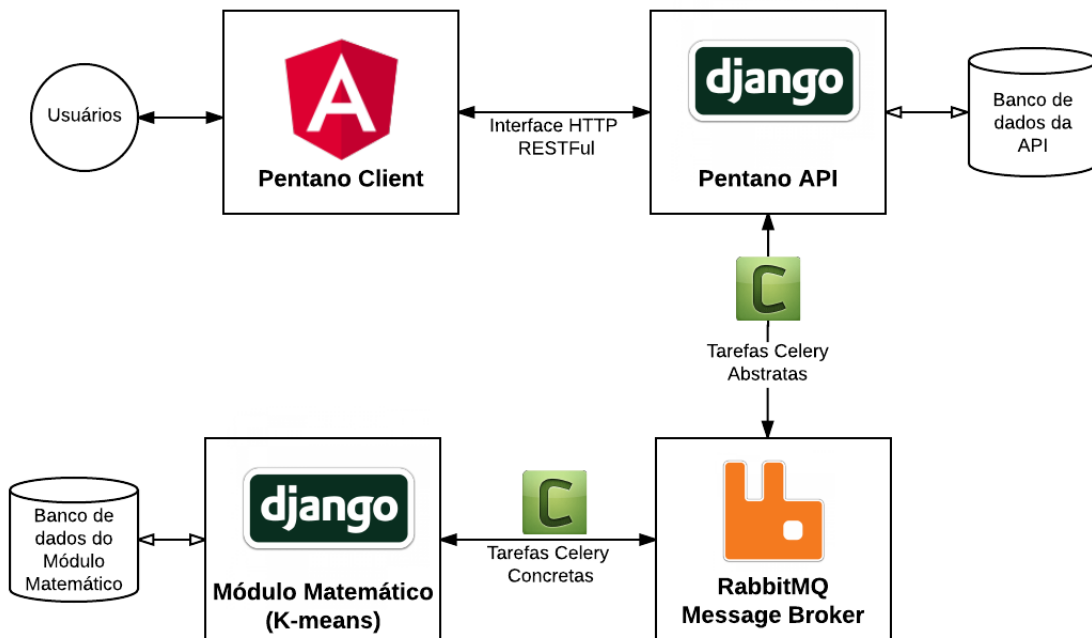 Usuários
A
Pentano Client
Interface HTTP
RESTFul
django
Pentano API
Banco de
dados da
API
C
Tarefas Celery
Abstratas
Banco de
dados do
Módulo
Matemático
django
Módulo Matemático
(K-means)
C
Tarefas Celery
Concretas
RabbitMQ
Message Broker